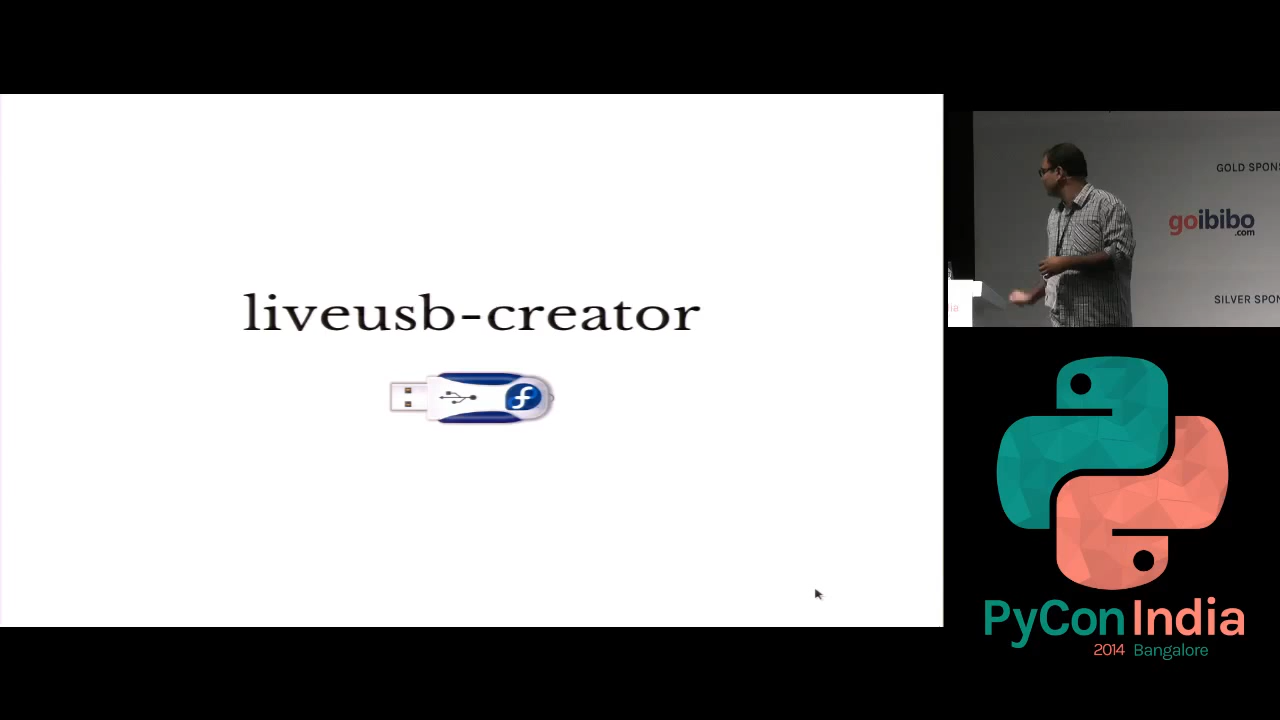 liveusb-creator
GOLD SPONS
goibibo
.com
SILVER SPON
PyCon India
2014 Bangalore